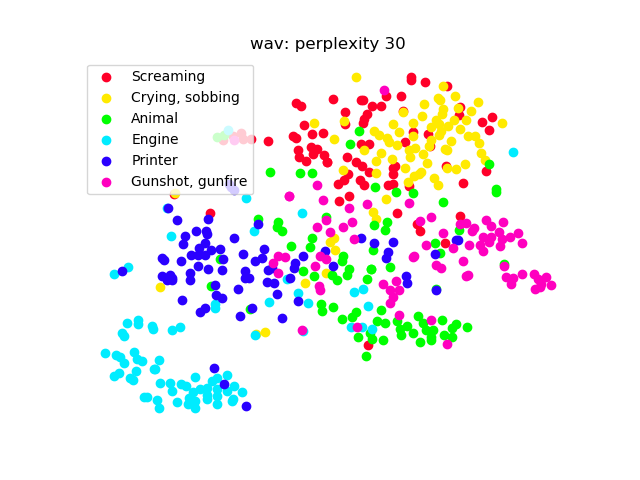 wav: perplexity 30
Screaming
Crying, sobbing
Animal
Engine
Printer
Gunshot, gunfire